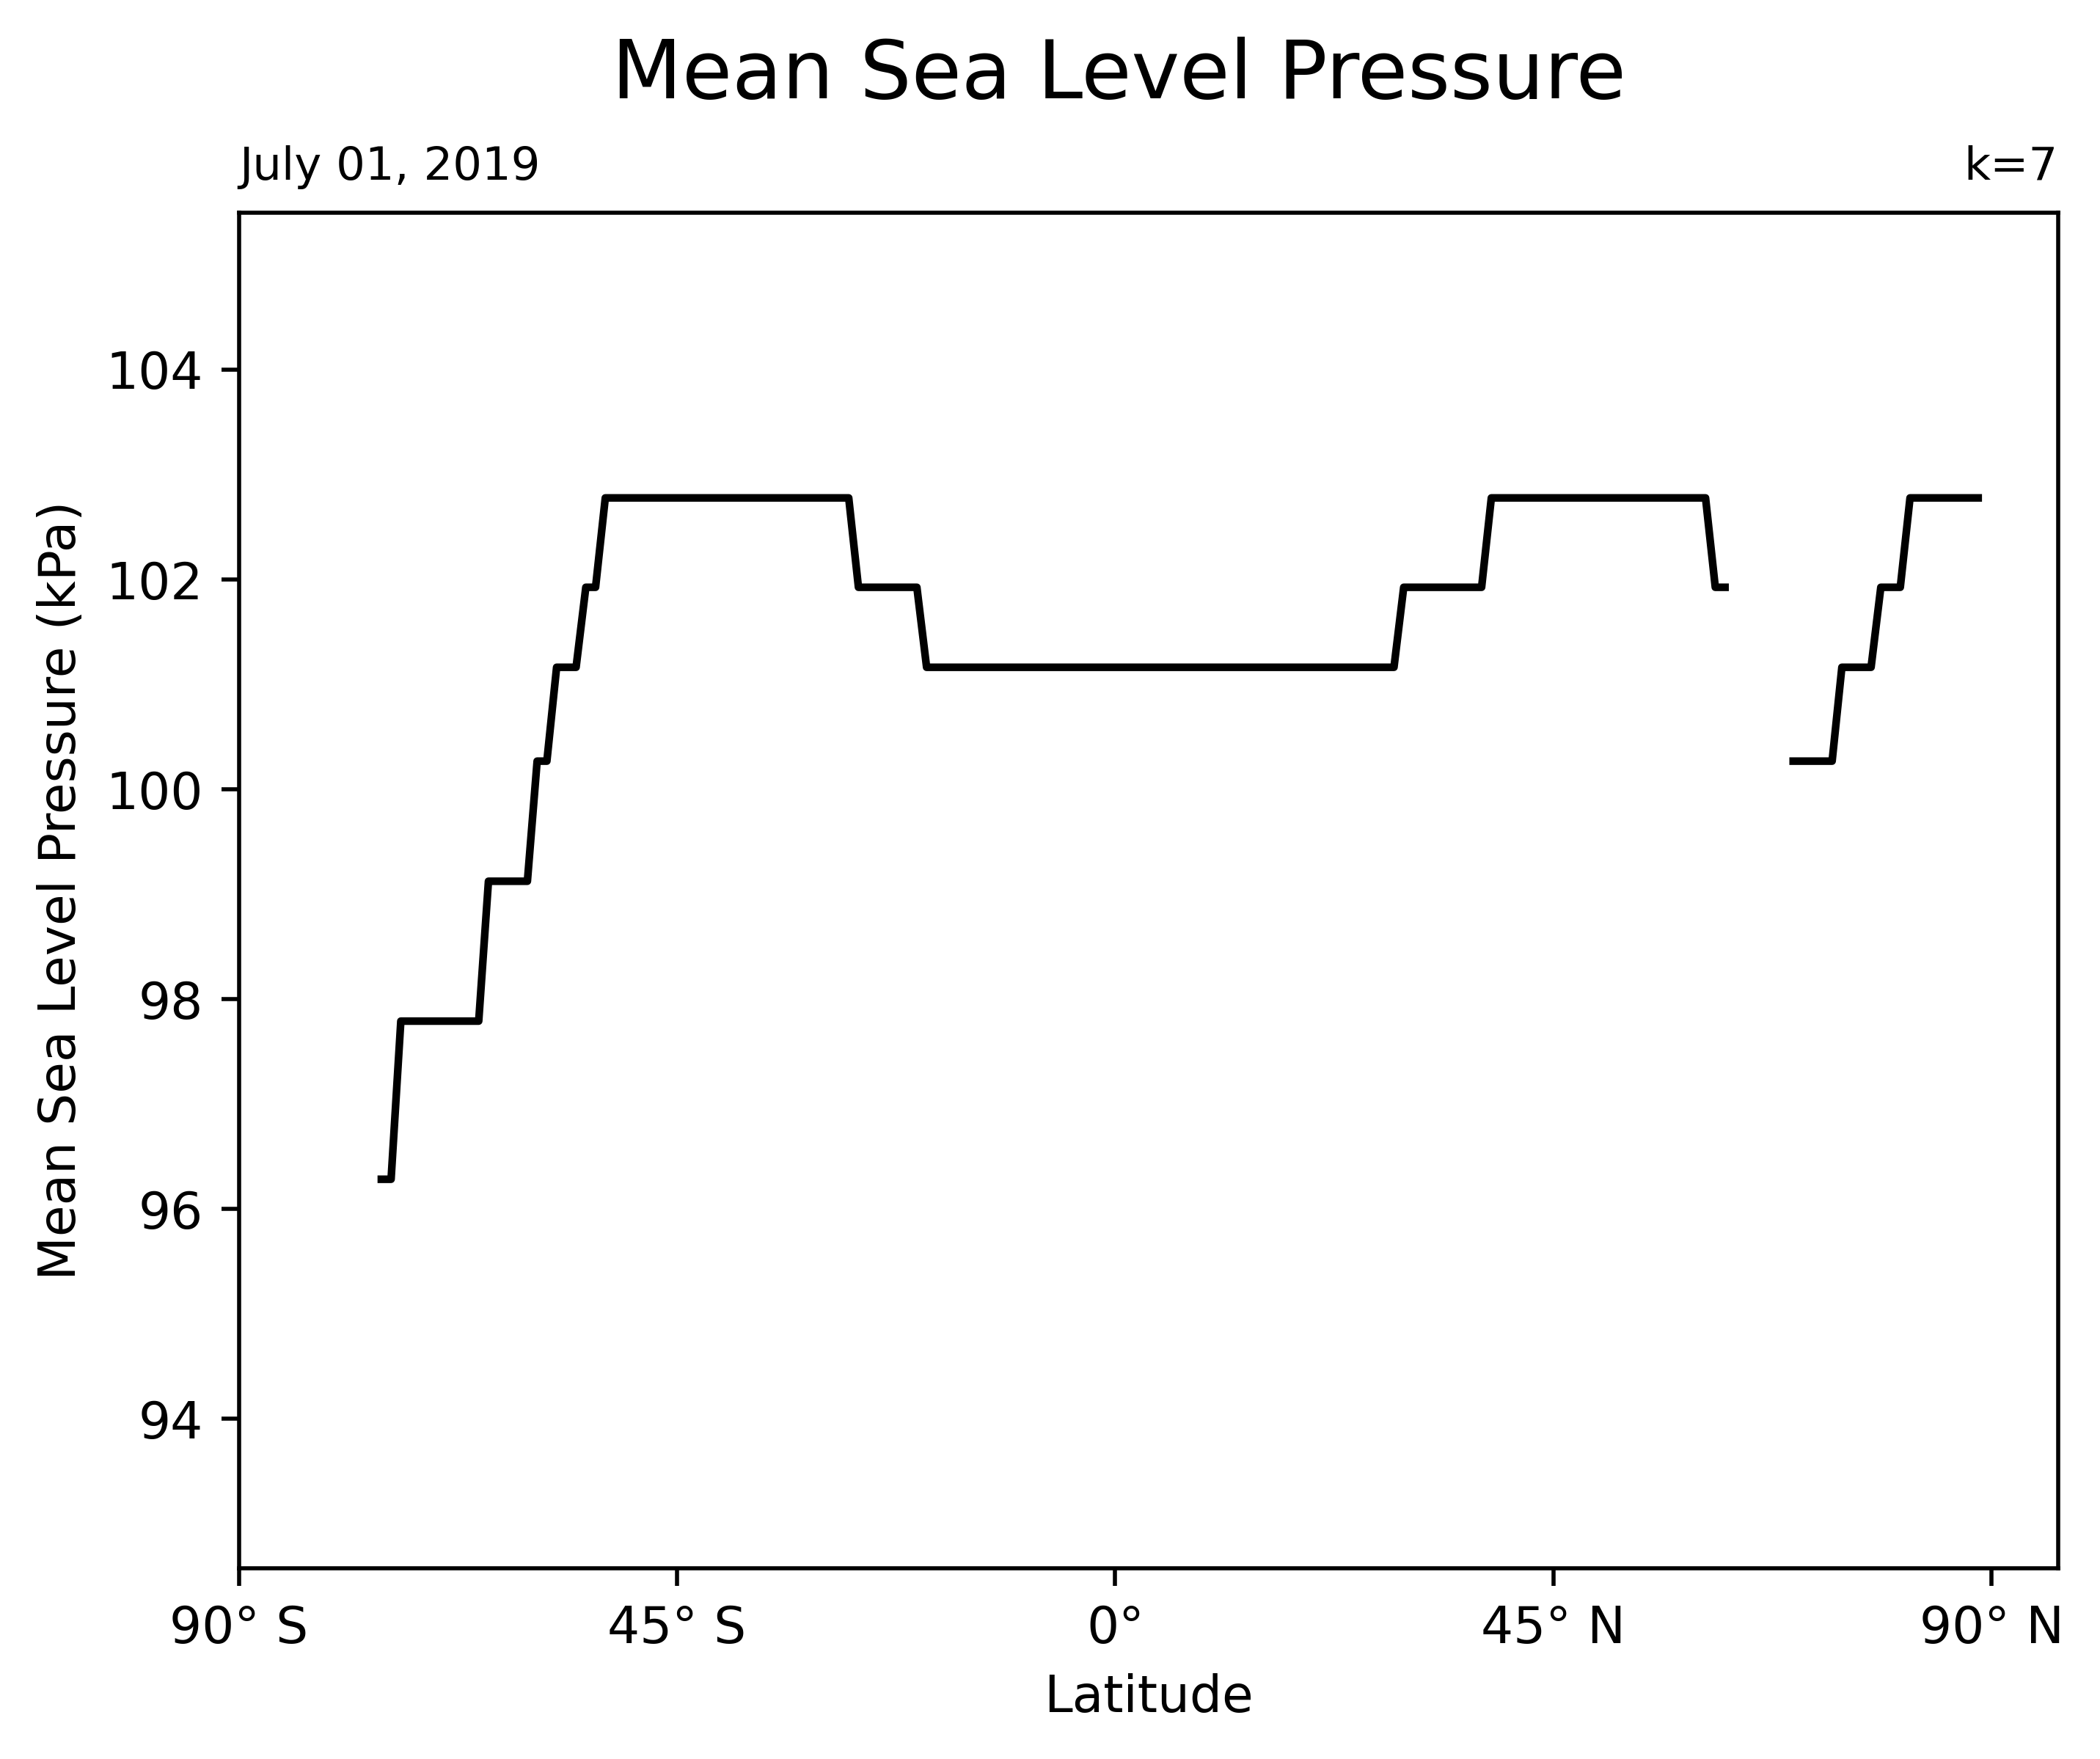 Mean Sea Level Pressure
July 01, 2019
k=7
Mean Sea Level Pressure (kPa)
104
102
100
98
96
94
90° S
45° S
0°
45° N
90° N
Latitude